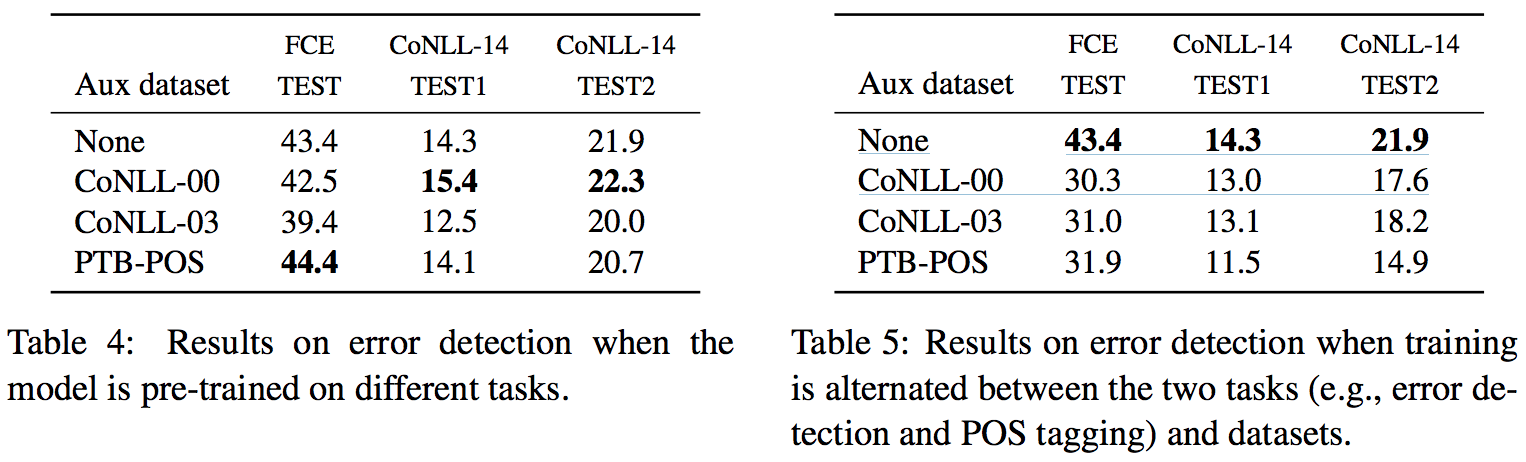 FCE CoNLL-14 CoNLL-14
Aux dataset TEST TEST1 TEST2
None 43.4 14.3 21.9
CoNLL-00 42.5 15.4 22.3
CoNLL-03 39.4 12.5 20.0
PTB-POS 44.4 14.1 20.7
Table 4: Results on error detection when the
model is pre-trained on different tasks.
FCE CoNLL-14 CoNLL-14
Aux dataset TEST TEST1 TEST2
None 43.4 14.3 21.9
CoNLL-00 30.3 13.0 17.6
CoNLL-03 31.0 13.1 18.2
PTB-POS 31.9 11.5 14.9
Table 5: Results on error detection when training
is alternated between the two tasks (e.g., error de-
tection and POS tagging) and datasets.